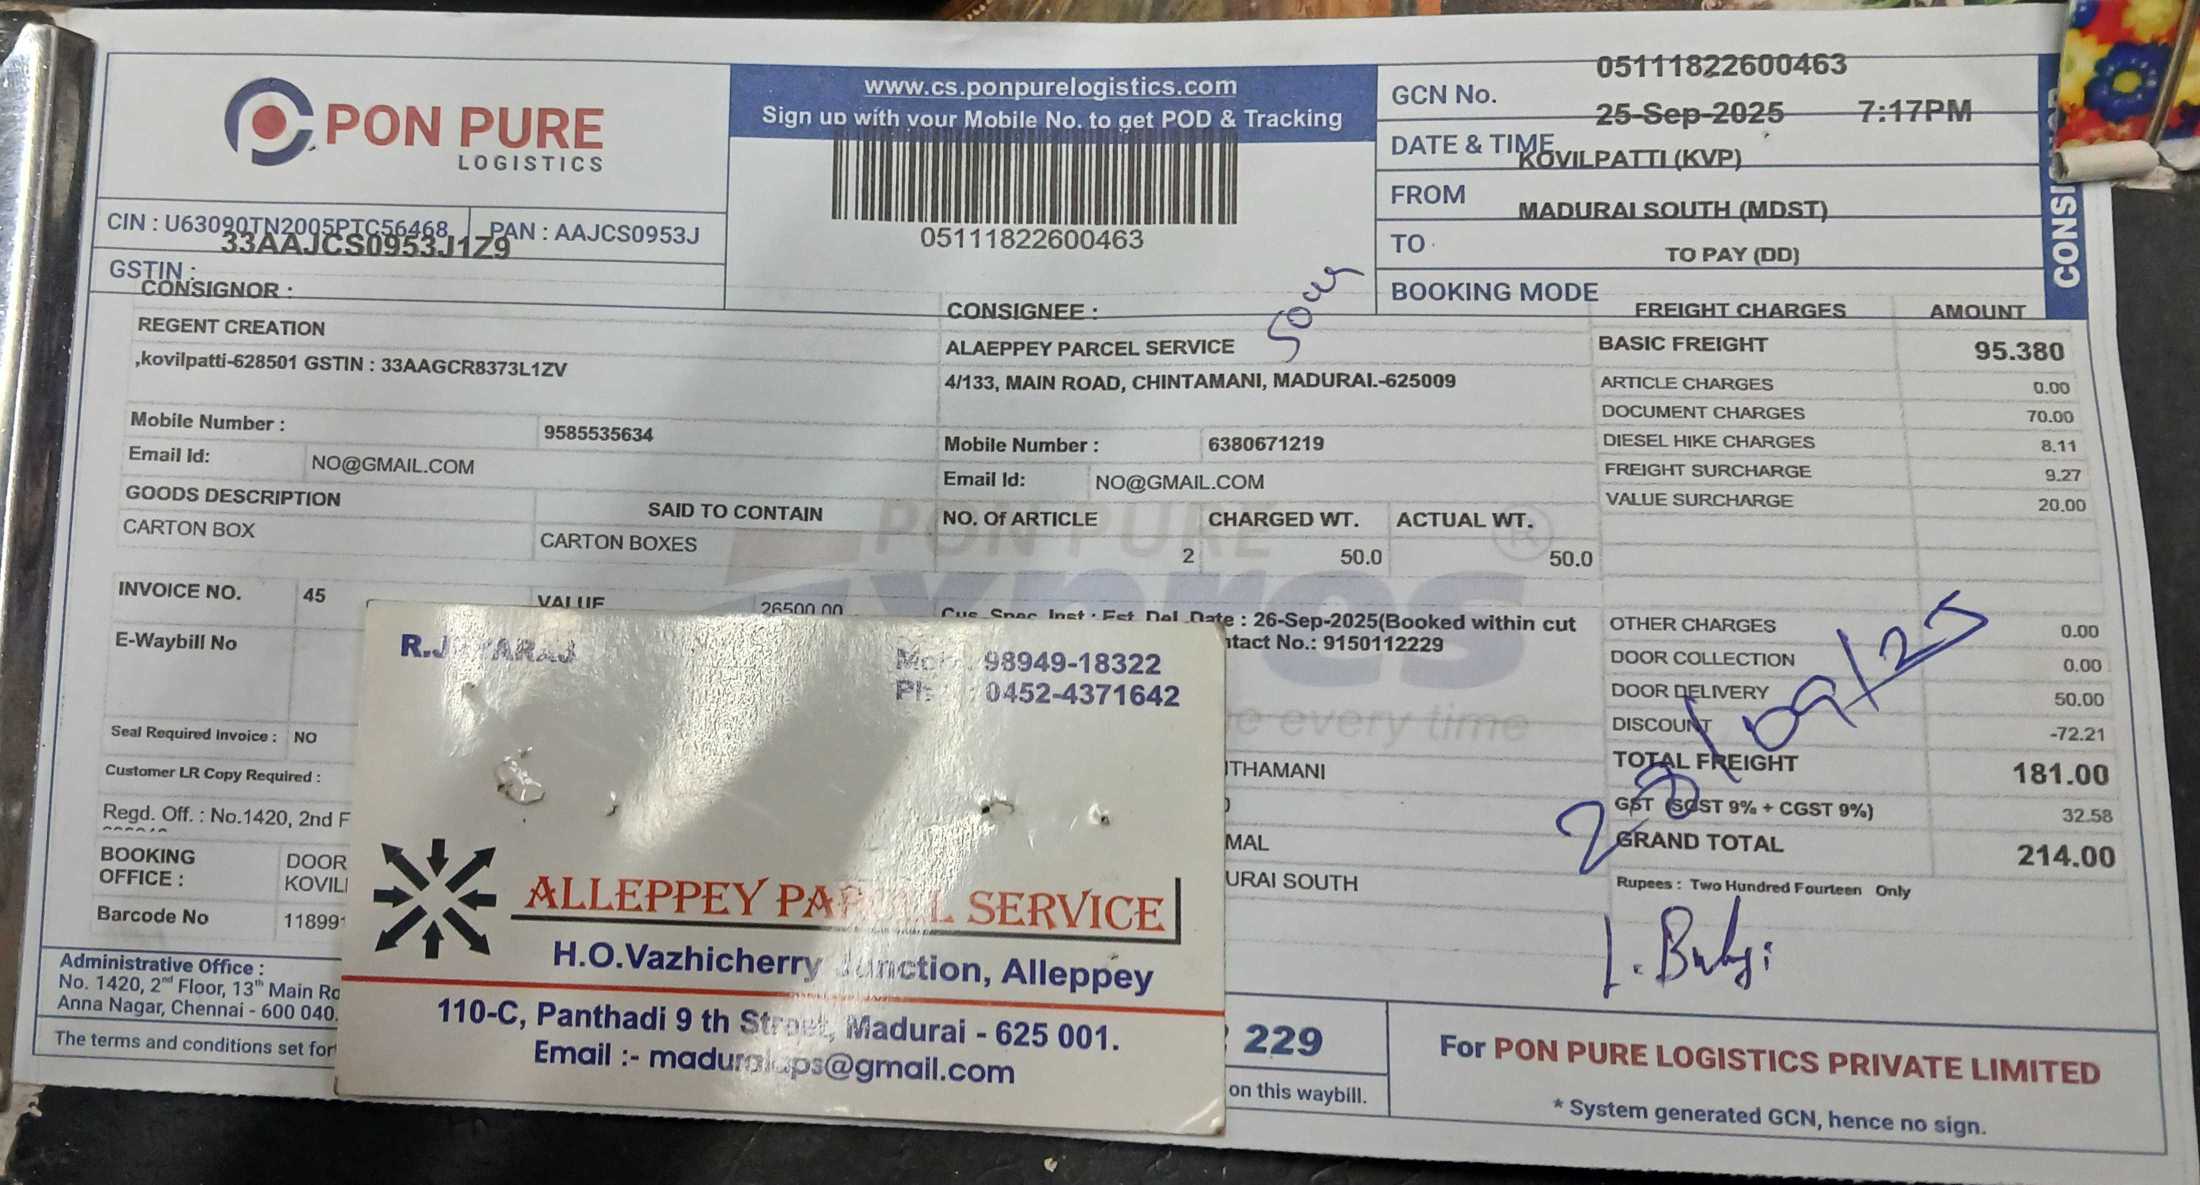 PON PURE
LOGISTICS
CIN : U63090TN2005PTC56468
PAN : AAJCS0953J
33AAJCS0953J1Z9
GSTIN :
www.cs.ponpurelogistics.com
Sign up with your Mobile No. to get POD & Tracking
05111822600463
GCN No. 05111822600463
DATE & TIME 25-Sep-2025 7:17PM
FROM KOVILPATTI (KVP)
TO MADURAI SOUTH (MDST)
BOOKING MODE TO PAY (DD)
CONSIGNOR :
REGENT CREATION
,kovilpatti-628501 GSTIN : 33AAGCR8373L1ZV
Mobile Number : 9585535634
Email Id: NO@GMAIL.COM
CONSIGNEE :
ALAEPPEY PARCEL SERVICE
4/133, MAIN ROAD, CHINTAMANI, MADURAI.-625009
Mobile Number : 6380671219
Email Id: NO@GMAIL.COM
GOODS DESCRIPTION SAID TO CONTAIN
CARTON BOX CARTON BOXES
NO. Of ARTICLE CHARGED WT. ACTUAL WT.
2 50.0 50.0
INVOICE NO. 45 VALUE 26500.00
Cus. Spec. Inst : Est. Del. Date : 26-Sep-2025(Booked within cut
ntact No.: 9150112229
E-Waybill No
Seal Required Invoice : NO
Customer LR Copy Required :
Regd. Off. : No.1420, 2nd F
BOOKING OFFICE : DOOR
KOVIL
Barcode No 11899
PON PURE
Xpres
e every time
THAMANI
MAL
URAI SOUTH
FREIGHT CHARGES AMOUNT
BASIC FREIGHT 95.380
ARTICLE CHARGES 0.00
DOCUMENT CHARGES 70.00
DIESEL HIKE CHARGES 8.11
FREIGHT SURCHARGE 9.27
VALUE SURCHARGE 20.00
OTHER CHARGES 0.00
DOOR COLLECTION 0.00
DOOR DELIVERY 50.00
DISCOUNT -72.21
TOTAL FREIGHT 181.00
GST (SGST 9% + CGST 9%) 32.58
GRAND TOTAL 214.00
Rupees : Two Hundred Fourteen Only
Administrative Office :
No. 1420, 2nd Floor, 13th Main Ro
Anna Nagar, Chennai - 600 040.
The terms and conditions set for
229
on this waybill.
For PON PURE LOGISTICS PRIVATE LIMITED
* System generated GCN, hence no sign.
Mob : 98949-18322
Ph : 0452-4371642
ALLEPPEY PARCEL SERVICE
H.O.Vazhicherry Junction, Alleppey
110-C, Panthadi 9 th Street, Madurai - 625 001.
Email :- maduraiaps@gmail.com